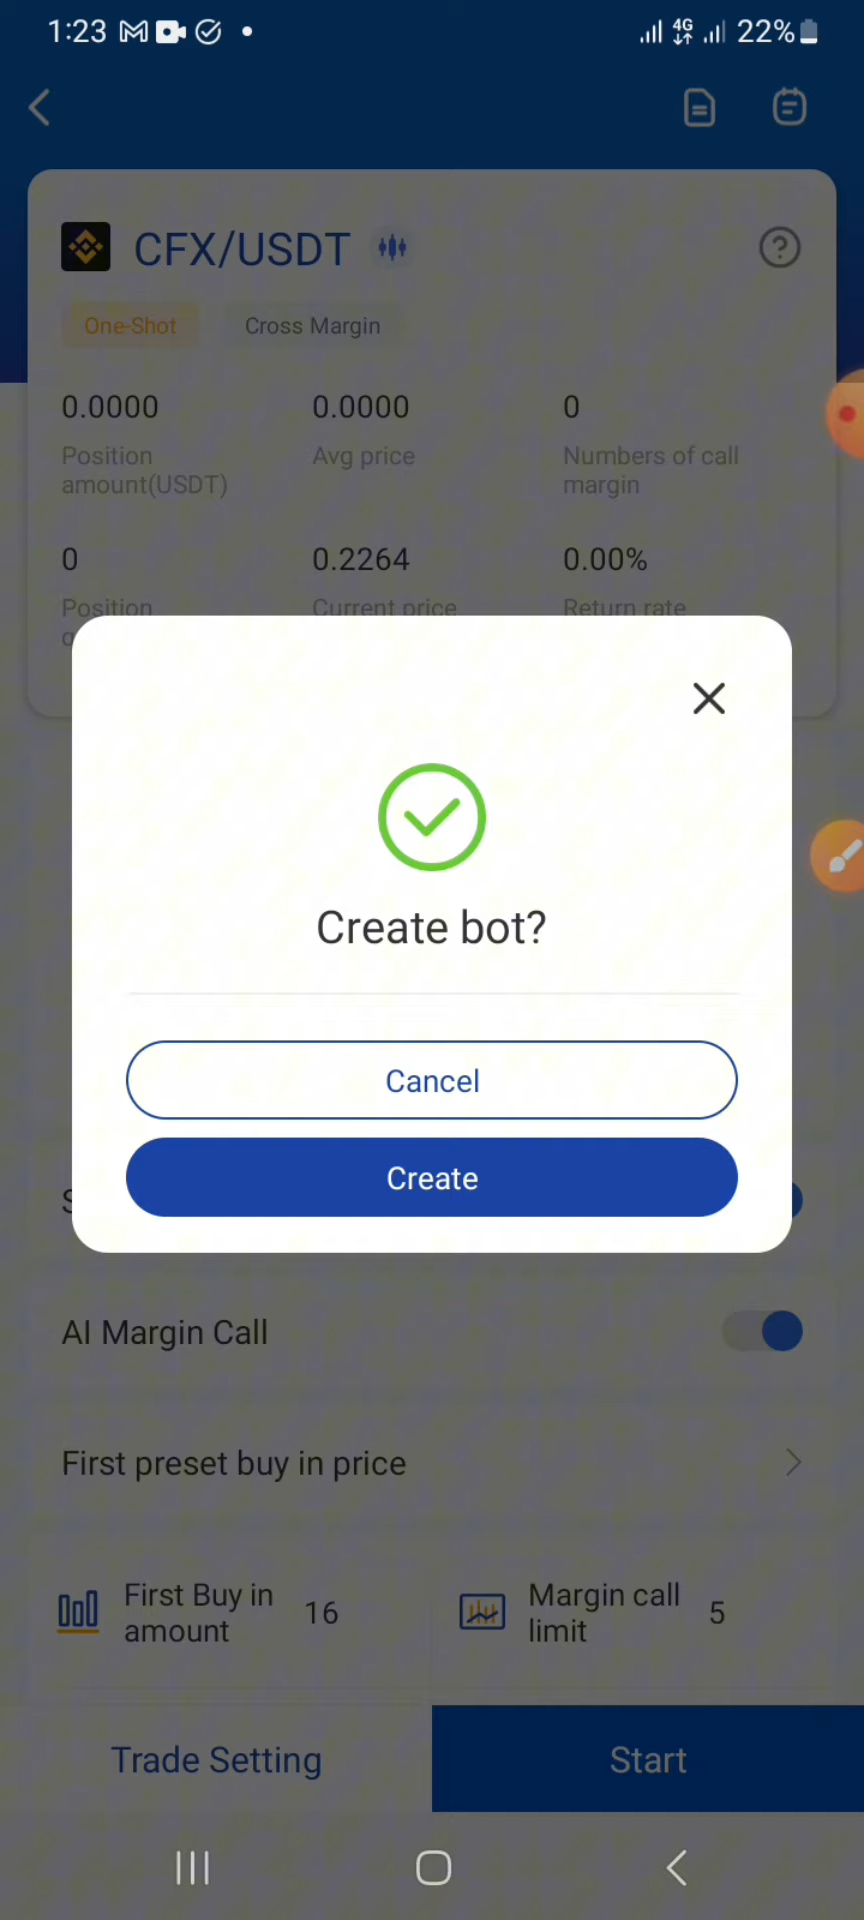 1:23
4G
22%
CFX/USDT
One-Shot
Cross Margin
0.0000
0.0000
0
Position
amount(USDT)
Avg price
Numbers of call
margin
0
0.2264
0.00%
Position
Current price
Return rate
Create bot?
Cancel
Create
AI Margin Call
First preset buy in price
First Buy in
amount
16
Margin call
limit
5
Trade Setting
Start